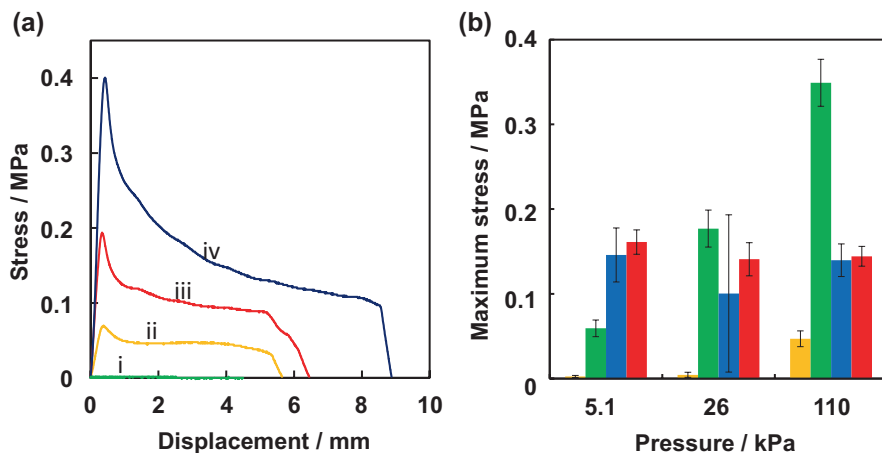 (a)
Stress / MPa
0.4
0.3
0.2
0.1
0
iv
iii
ii
i
0 2 4 6 8 10
Displacement / mm
(b)
Maximum stress / MPa
0.4
0.3
0.2
0.1
0
5.1 26 110
Pressure / kPa